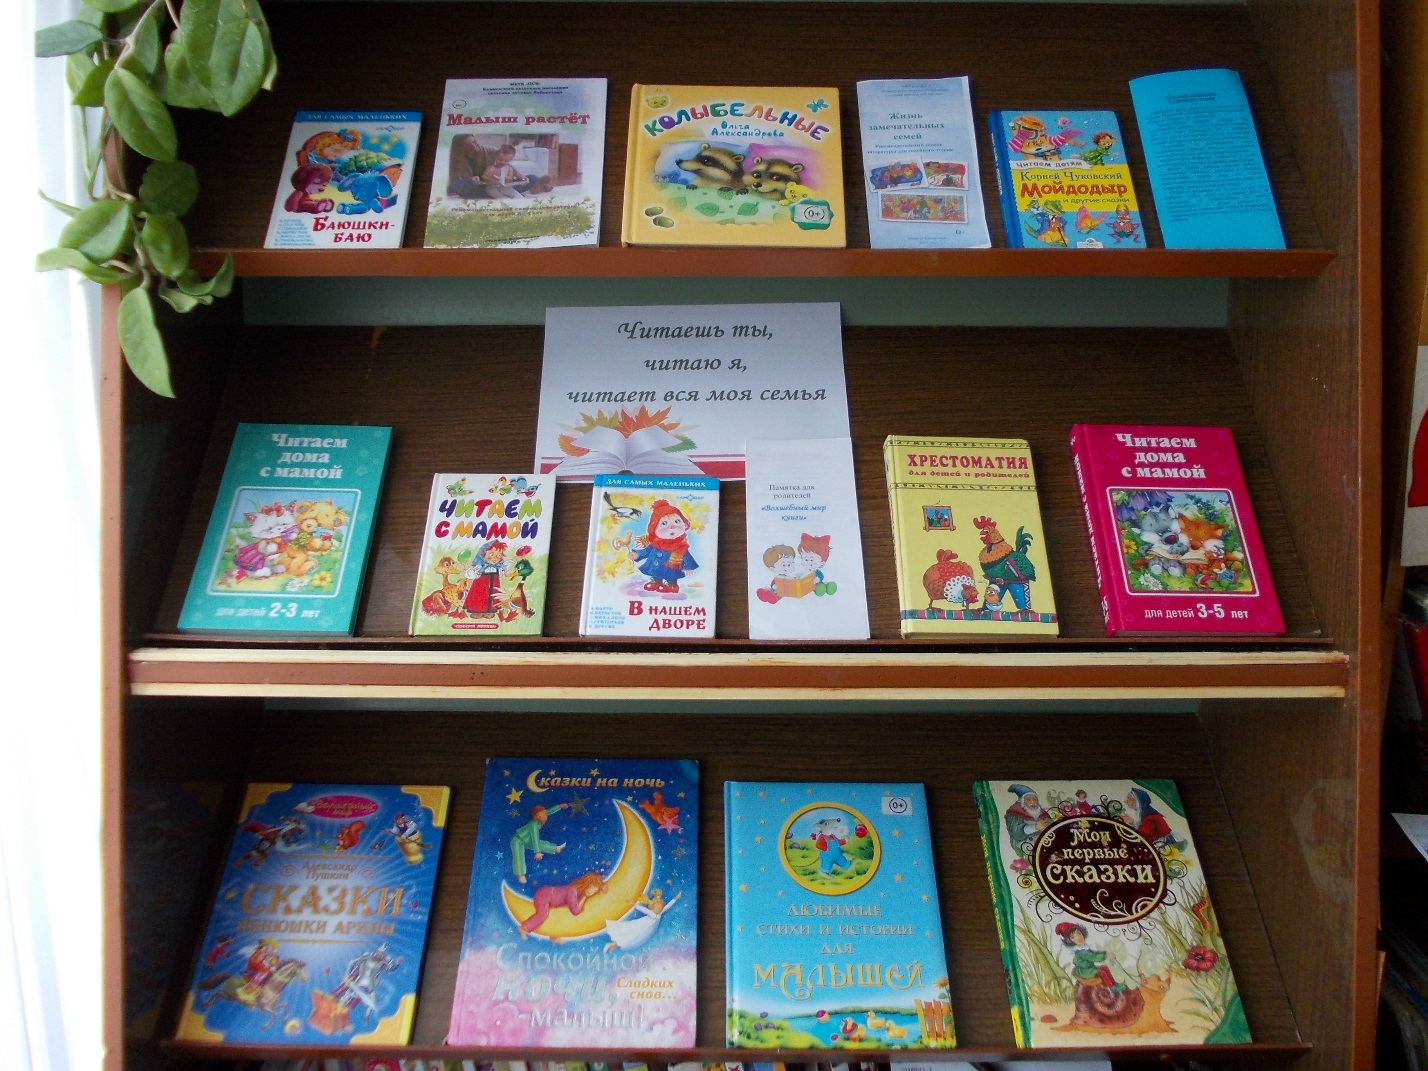 ДЛЯ САМЫХ МАЛЕНЬКИХ
БАЮШКИ-
БАЮ
Малыш растёт
КОЛЫБЕЛЬНЫЕ
Ольга
Александрова
0+
Жизнь
замечательных
семей
Читаем детям
Корней Чуковский
Мойдодыр
и другие сказки
Читаешь ты,
читаю я,
читает вся моя семья
Читаем
дома
с мамой
для детей 2-3 лет
ЧИТАЕМ
С МАМОЙ
ДЛЯ САМЫХ МАЛЕНЬКИХ
В НАШЕМ
ДВОРЕ
Памятка для
родителей
«Волшебный мир
книги»
ХРЕСТОМАТИЯ
для детей и родителей
Читаем
дома
с мамой
для детей 3-5 лет
Александр
Пушкин
СКАЗКИ
НЯНЮШКИ АРИНЫ
Сказки на ночь
Спокойной
ночи,
малыш!
Сладких
снов...
0+
ЛЮБИМЫЕ
СТИХИ И ИСТОРИИ
ДЛЯ
МАЛЫШЕЙ
Мои
первые
сказки